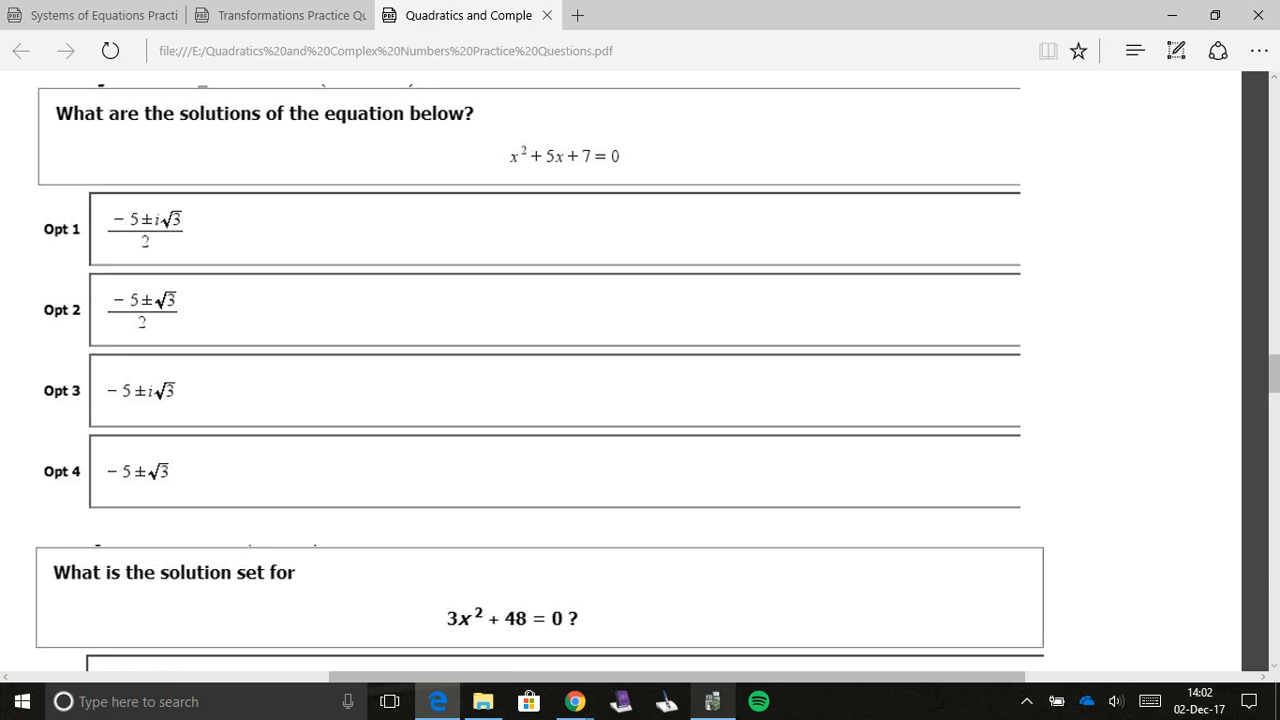 Systems of Equations Practi
Transformations Practice Qu
Quadratics and Comple
file:///E:/Quadratics%20and%20Complex%20Numbers%20Practice%20Questions.pdf
What are the solutions of the equation below?
x² + 5x + 7 = 0
Opt 1
− 5 ± i√3
2
Opt 2
− 5 ± √3
2
Opt 3
− 5 ± i√3
Opt 4
− 5 ± √3
What is the solution set for
3x² + 48 = 0 ?
Type here to search
14:02
02-Dec-17